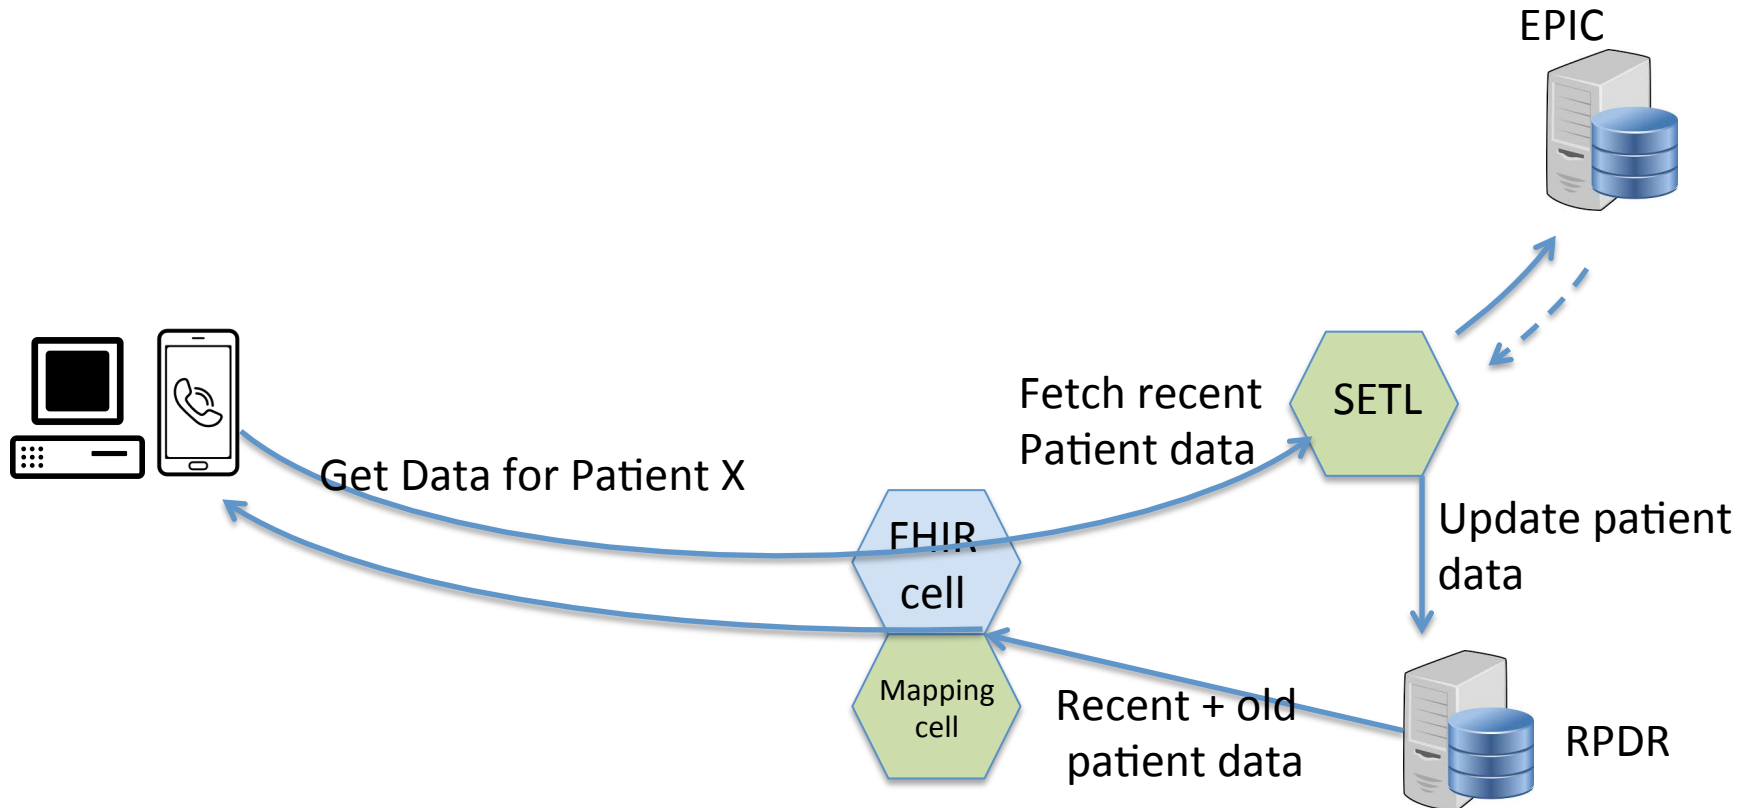 EPIC
Fetch recent
Patient data
SETL
Get Data for Patient X
FHIR
cell
Update patient
data
Mapping
cell
Recent + old
patient data
RPDR